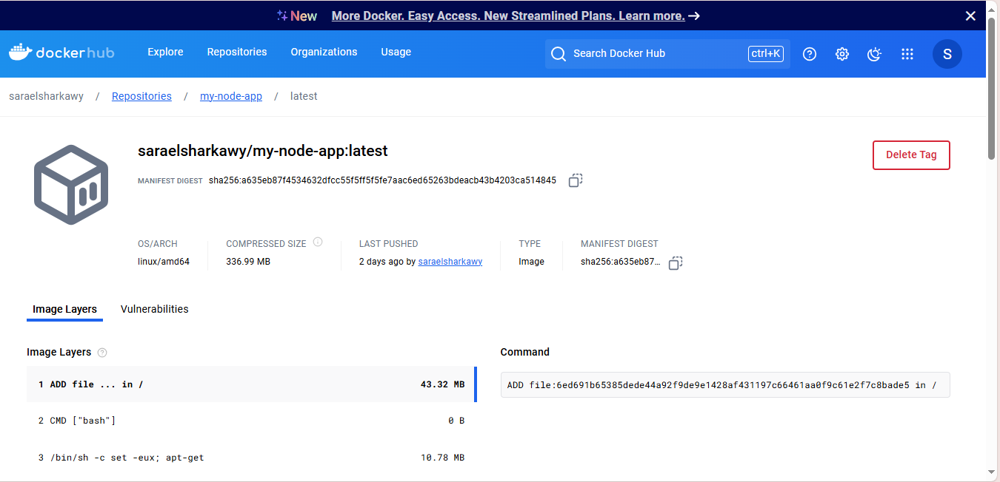 New More Docker. Easy Access. New Streamlined Plans. Learn more.
dockerhub Explore Repositories Organizations Usage Search Docker Hub ctrl+K S
saraelsharkawy / Repositories / my-node-app / latest
saraelsharkawy/my-node-app:latest
Delete Tag
MANIFEST DIGEST sha256:a635eb87f4534632dfcc55f5ff5f5fe7aac6ed65263bdeacb43b4203ca514845
OS/ARCH COMPRESSED SIZE LAST PUSHED TYPE MANIFEST DIGEST
linux/amd64 336.99 MB 2 days ago by saraelsharkawy Image sha256:a635eb87...
Image Layers Vulnerabilities
Image Layers
Command
1 ADD file ... in / 43.32 MB
ADD file:6ed691b65385dede44a92f9de9e1428af431197c66461aa0f9c61e2f7c8bade5 in /
2 CMD ["bash"] 0 B
3 /bin/sh -c set -eux; apt-get 10.78 MB